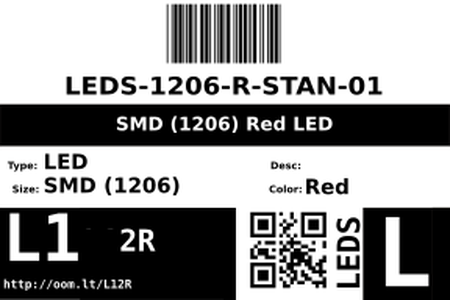 LEDS-1206-R-STAN-01
SMD (1206) Red LED
Type: LED
Desc:
Size: SMD (1206)
Color: Red
L1 2R
http://oom.lt/L12R
LEDS
L